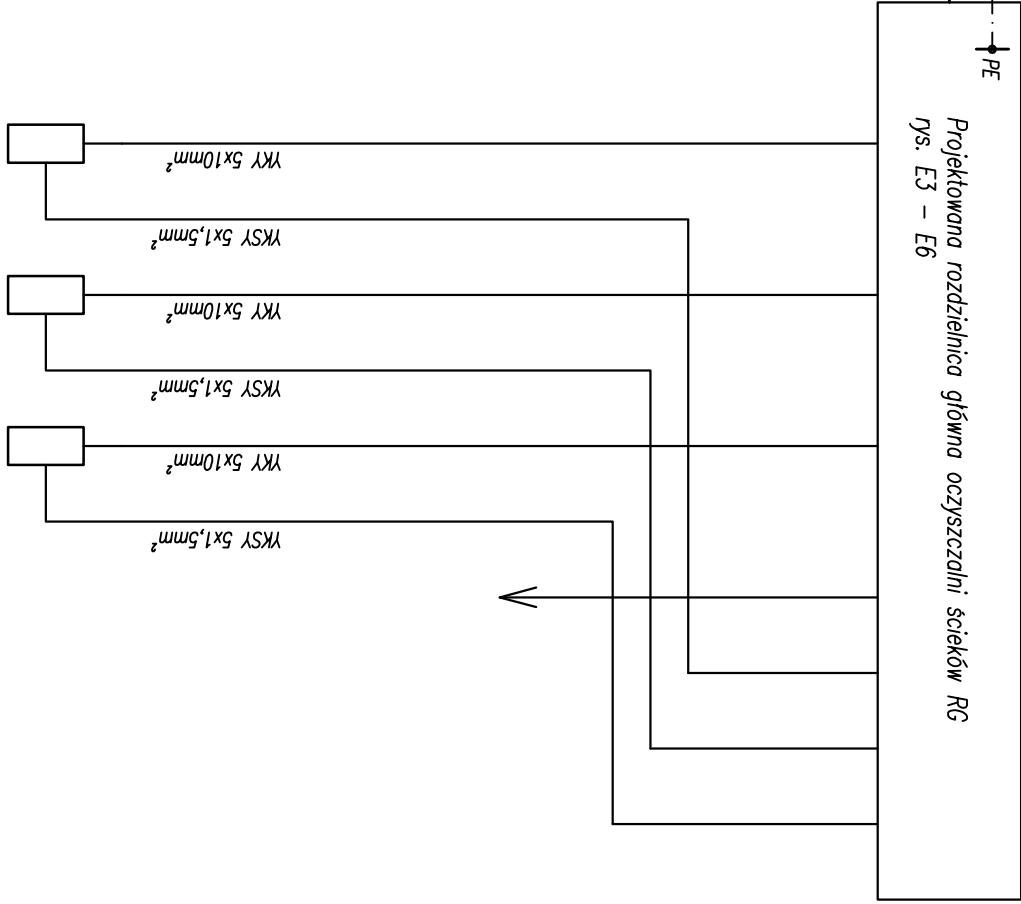 PE
Projektowana rozdzielnica główna oczyszczalni ścieków RG
rys. E3 – E6
YKY 5x10mm²
YKSY 5x1,5mm²
YKY 5x10mm²
YKSY 5x1,5mm²
YKY 5x10mm²
YKSY 5x1,5mm²